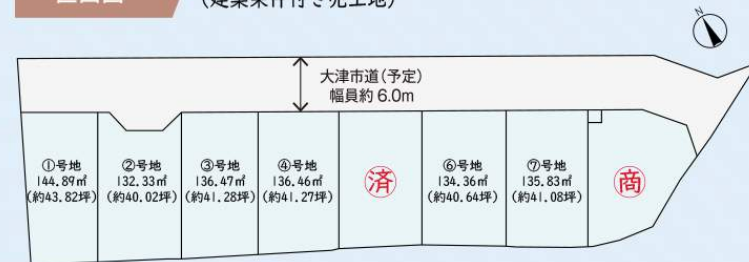 (建築条件付き売土地)
N
大津市道(予定)
幅員約6.0m
①号地
144.89㎡
(約43.82坪)
②号地
132.33㎡
(約40.02坪)
③号地
136.47㎡
(約41.28坪)
④号地
136.46㎡
(約41.27坪)
済
⑥号地
134.36㎡
(約40.64坪)
⑦号地
135.83㎡
(約41.08坪)
商